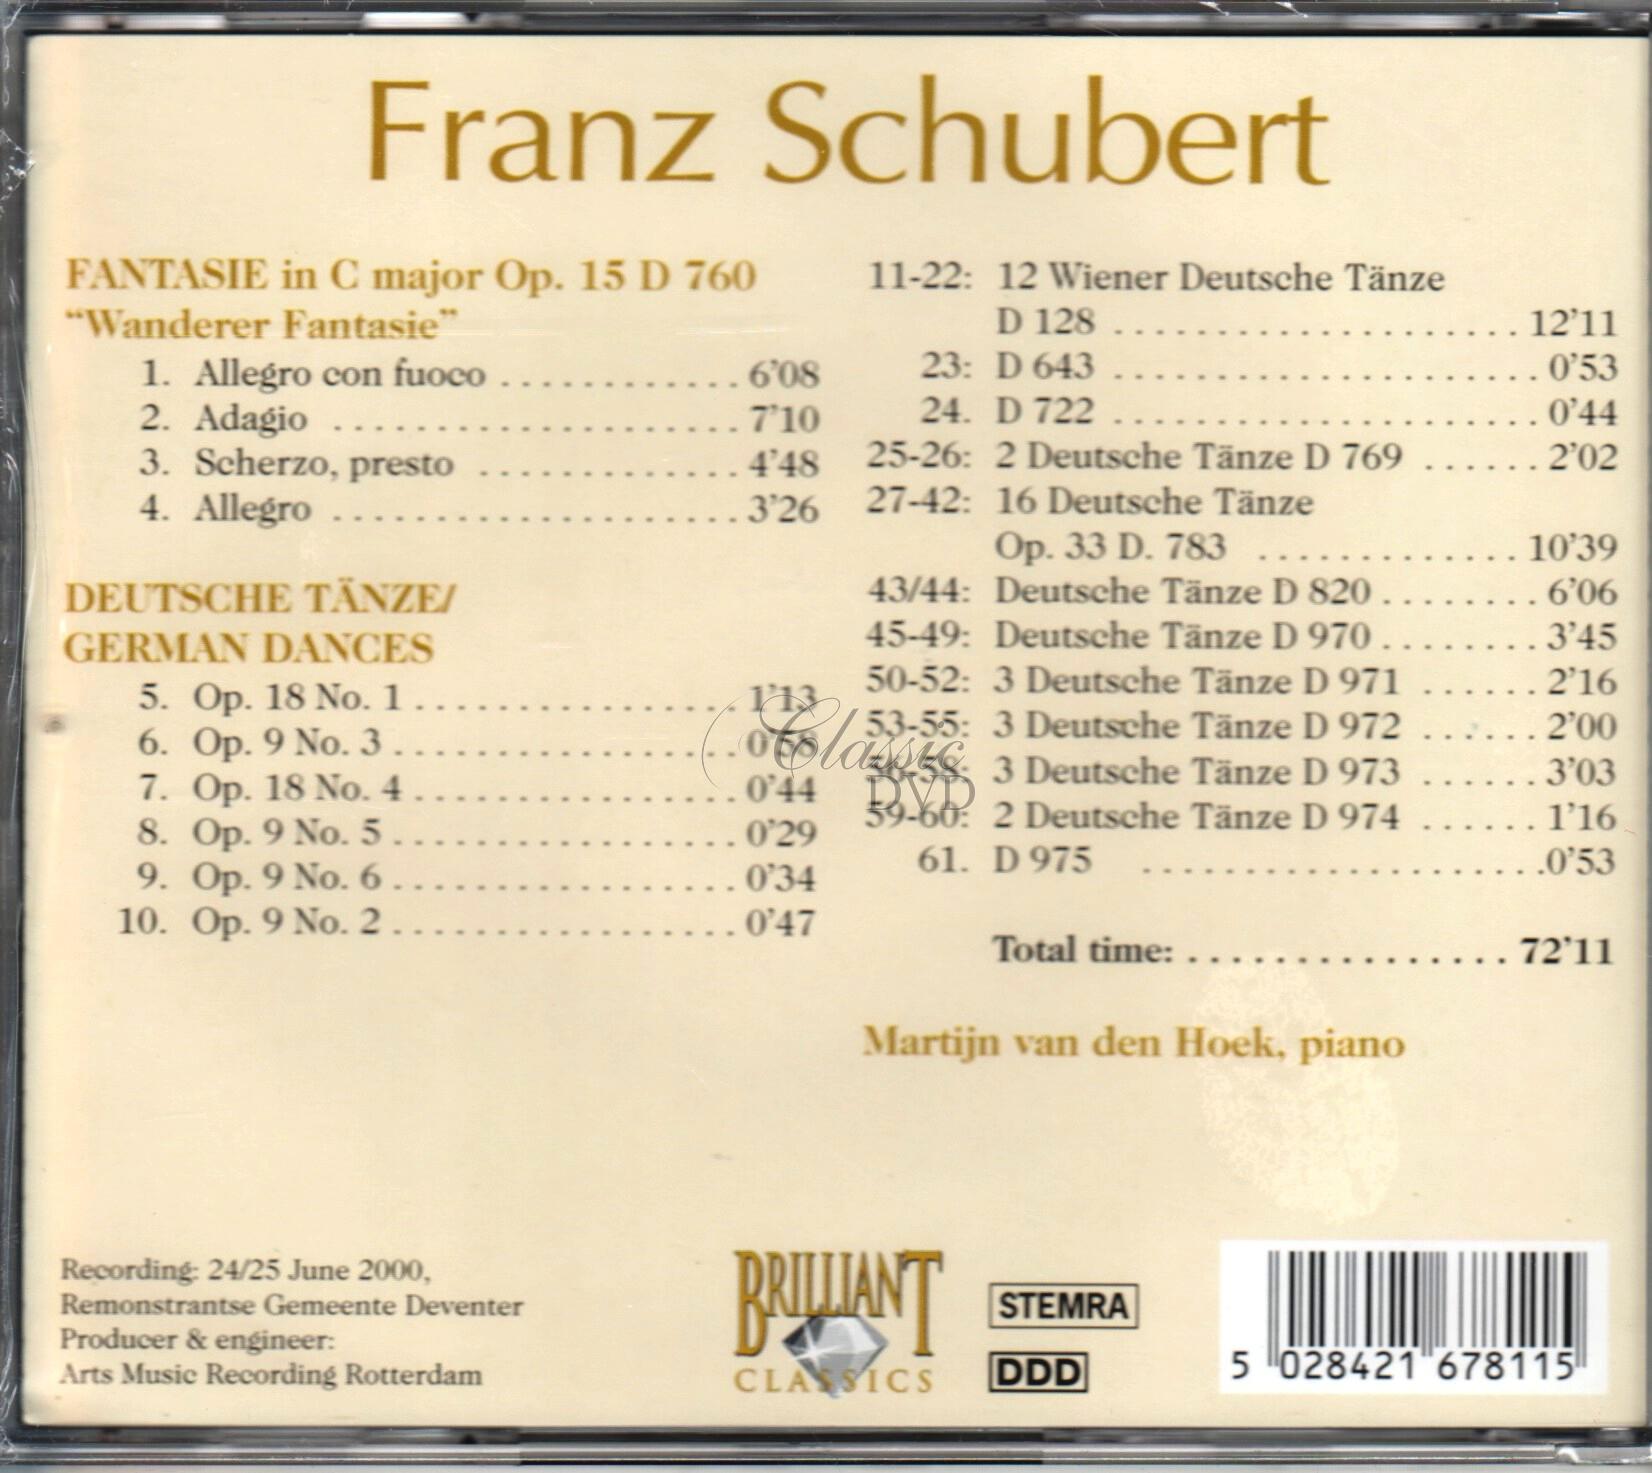 Franz Schubert
FANTASIE in C major Op. 15 D 760
“Wanderer Fantasie”
1. Allegro con fuoco ............ 6’08
2. Adagio .................... 7’10
3. Scherzo, presto ............. 4’48
4. Allegro .................... 3’26
DEUTSCHE TÄNZE/
GERMAN DANCES
5. Op. 18 No. 1 ................ 1’13
6. Op. 9 No. 3 ................. 0’58
7. Op. 18 No. 4 ................ 0’44
8. Op. 9 No. 5 ................. 0’29
9. Op. 9 No. 6 ................. 0’34
10. Op. 9 No. 2 ................. 0’47
11-22: 12 Wiener Deutsche Tänze
D 128 .................... 12’11
23: D 643 ..................... 0’53
24. D 722 ..................... 0’44
25-26: 2 Deutsche Tänze D 769 ...... 2’02
27-42: 16 Deutsche Tänze
Op. 33 D. 783 ............. 10’39
43/44: Deutsche Tänze D 820 ........ 6’06
45-49: Deutsche Tänze D 970 ........ 3’45
50-52: 3 Deutsche Tänze D 971 ...... 2’16
53-55: 3 Deutsche Tänze D 972 ...... 2’00
56-58: 3 Deutsche Tänze D 973 ...... 3’03
59-60: 2 Deutsche Tänze D 974 ...... 1’16
61. D 975 .................... 0’53
Total time: ................ 72’11
Martijn van den Hoek, piano
Classic
DVD
Recording: 24/25 June 2000,
Remonstrantse Gemeente Deventer
Producer & engineer:
Arts Music Recording Rotterdam
BRILLIANT
CLASSICS
STEMRA
DDD
5 028421 678115